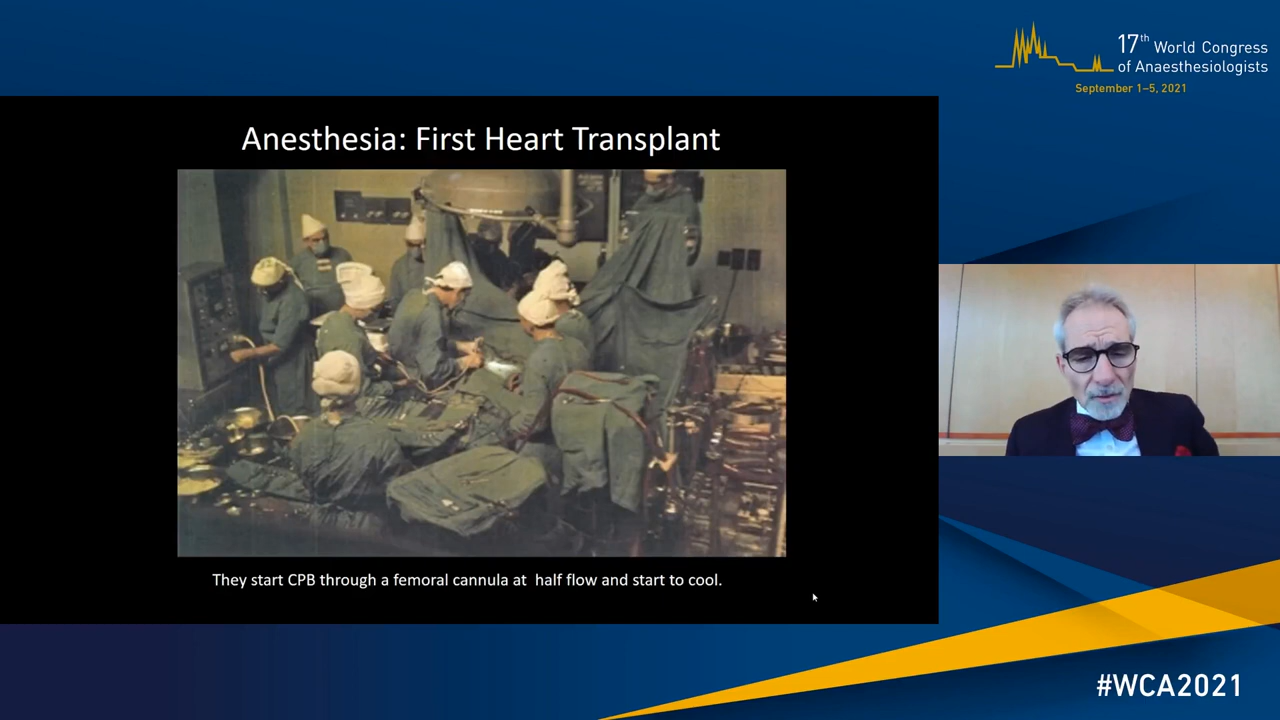 17th World Congress
of Anaesthesiologists
September 1–5, 2021
Anesthesia: First Heart Transplant
They start CPB through a femoral cannula at  half flow and start to cool.
#WCA2021